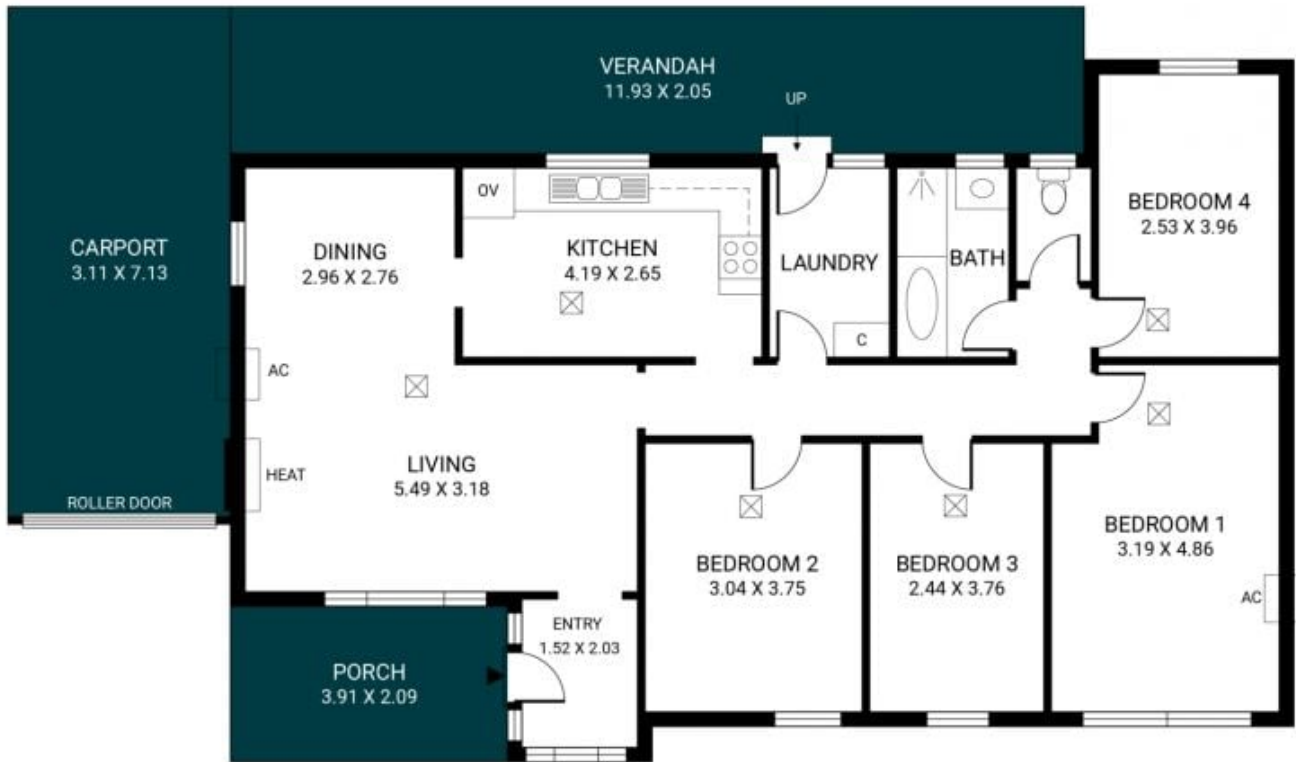 VERANDAH
11.93 X 2.05
UP
CARPORT
3.11 X 7.13
DINING
2.96 X 2.76
OV
KITCHEN
4.19 X 2.65
LAUNDRY
C
BATH
BEDROOM 4
2.53 X 3.96
AC
HEAT
LIVING
5.49 X 3.18
ROLLER DOOR
BEDROOM 2
3.04 X 3.75
BEDROOM 3
2.44 X 3.76
BEDROOM 1
3.19 X 4.86
AC
ENTRY
1.52 X 2.03
PORCH
3.91 X 2.09